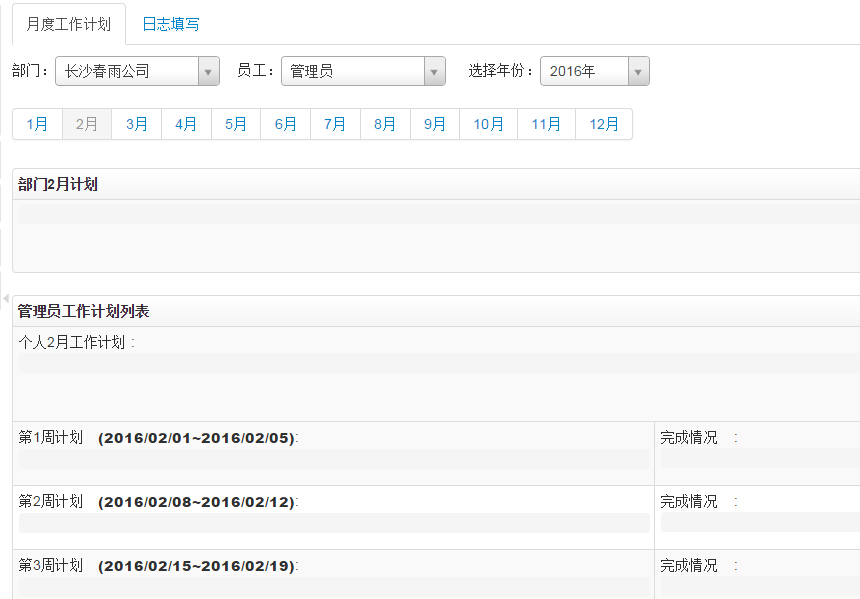 月度工作计划 日志填写
部门： 长沙春雨公司 员工： 管理员 选择年份： 2016年
1月 2月 3月 4月 5月 6月 7月 8月 9月 10月 11月 12月
部门2月计划
管理员工作计划列表
个人2月工作计划：
第1周计划 (2016/02/01~2016/02/05): 完成情况 ：
第2周计划 (2016/02/08~2016/02/12): 完成情况 ：
第3周计划 (2016/02/15~2016/02/19): 完成情况 ：